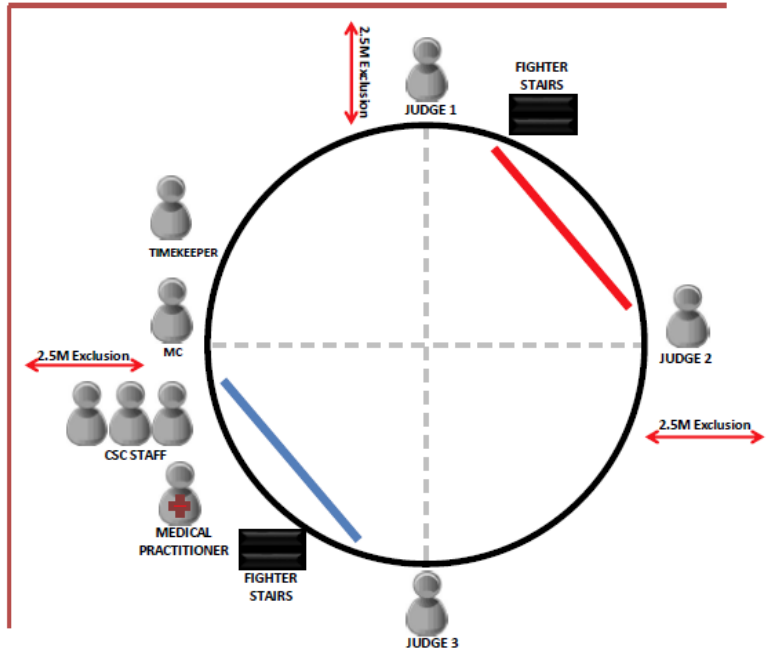 2.5M Exclusion
JUDGE 1
FIGHTER
STAIRS
TIMEKEEPER
MC
2.5M Exclusion
JUDGE 2
2.5M Exclusion
CSC STAFF
MEDICAL
PRACTITIONER
FIGHTER
STAIRS
JUDGE 3